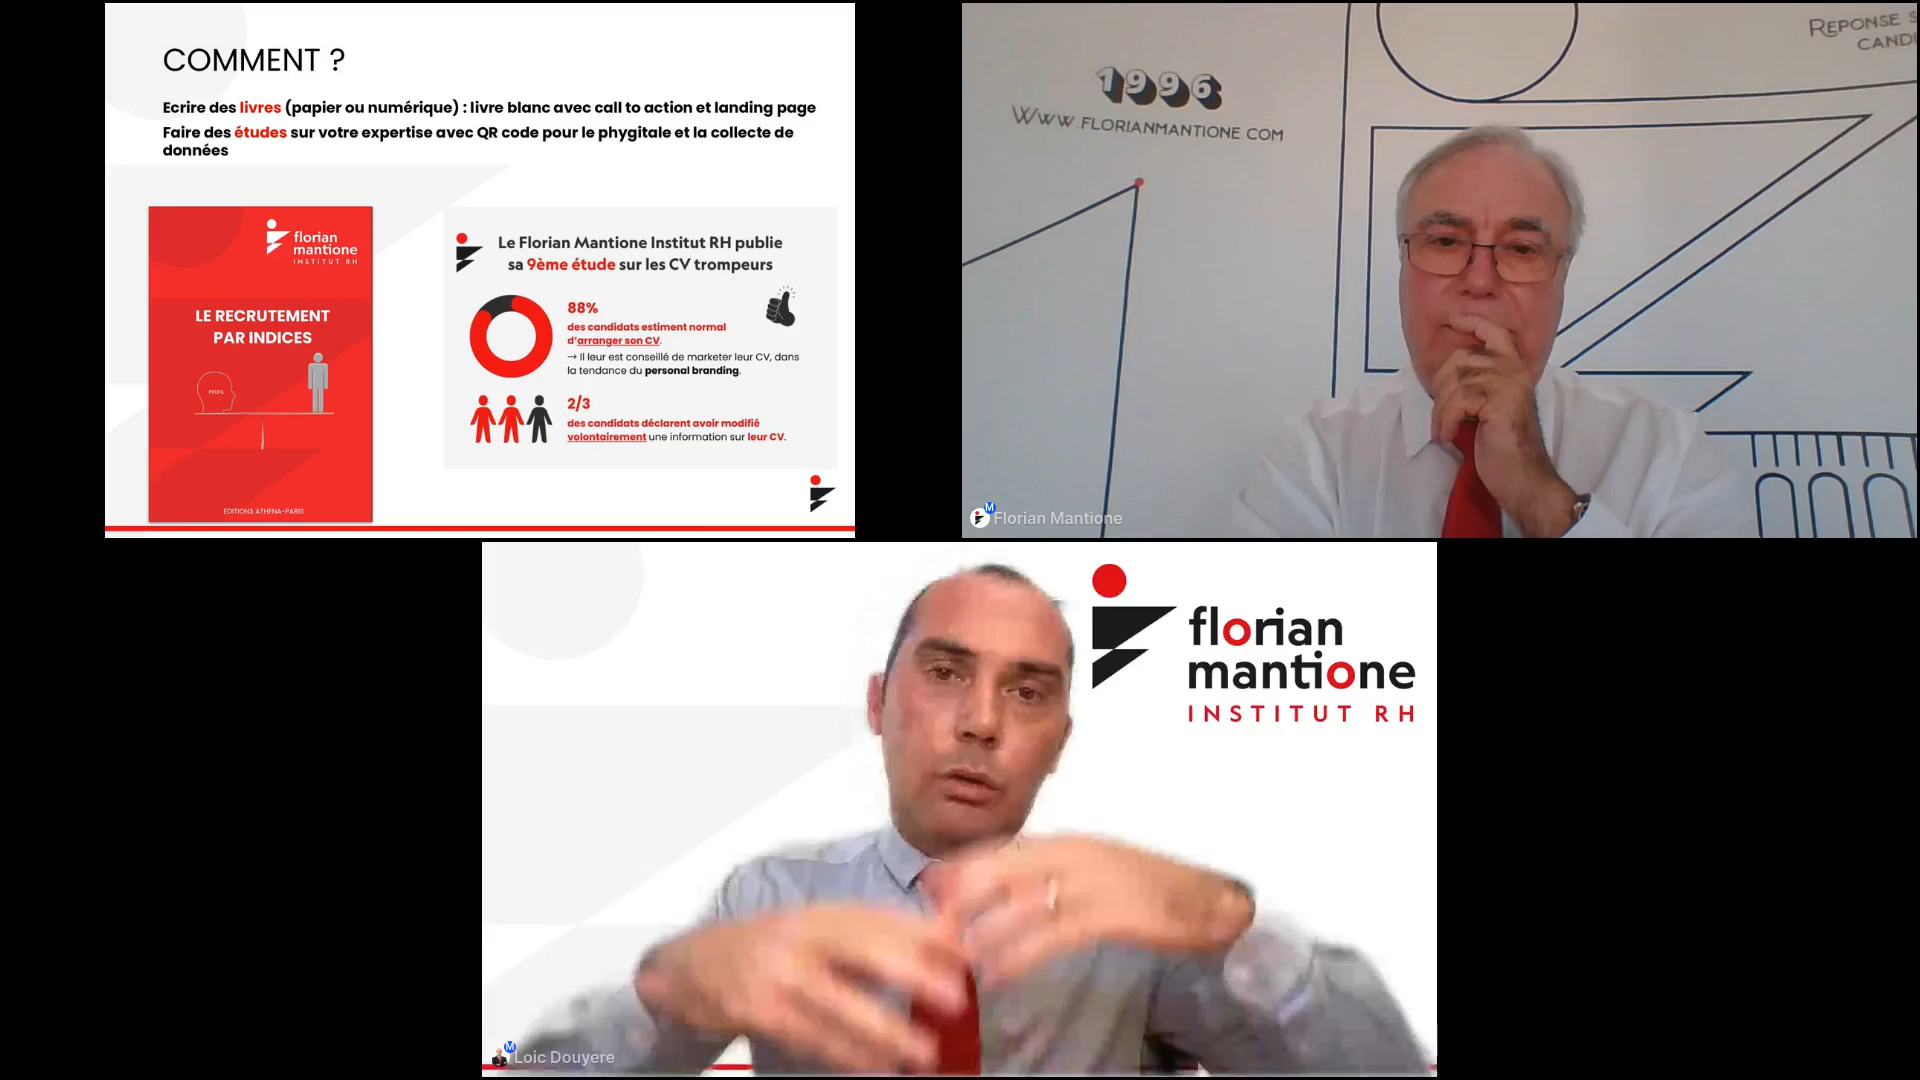 COMMENT ?
Ecrire des livres (papier ou numérique) : livre blanc avec call to action et landing page
Faire des études sur votre expertise avec QR code pour le phygitale et la collecte de
données
florian
mantione
INSTITUT RH
LE RECRUTEMENT
PAR INDICES
PROFIL
EDITIONS ATHENA-PARIS
Le Florian Mantione Institut RH publie
sa 9ème étude sur les CV trompeurs
88%
des candidats estiment normal
d'arranger son CV.
→ Il leur est conseillé de marketer leur CV, dans
la tendance du personal branding.
2/3
des candidats déclarent avoir modifié
volontairement une information sur leur CV.
1996
WWW.FLORIANMANTIONE.COM
REPONSE
CANDI
M
Florian Mantione
florian
mantione
INSTITUT RH
M
Loic Douyere